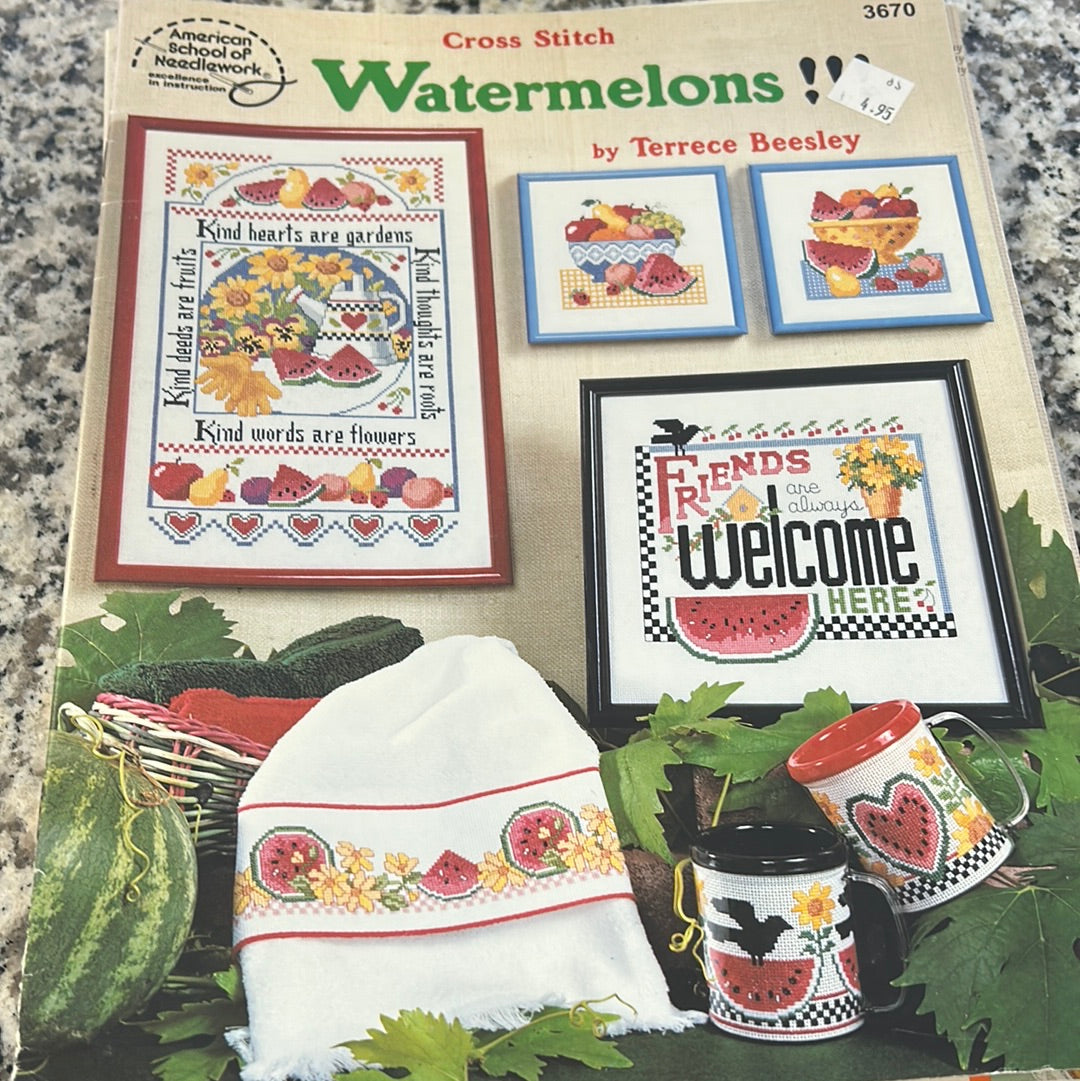 3670
American
School of
Needlework®
excellence
in instruction
Cross Stitch
Watermelons !!!
4.95
by Terrece Beesley
Kind hearts are gardens
Kind thoughts are roots
Kind words are flowers
Kind deeds are fruits
FRIENDS
are
always
welcome
HERE